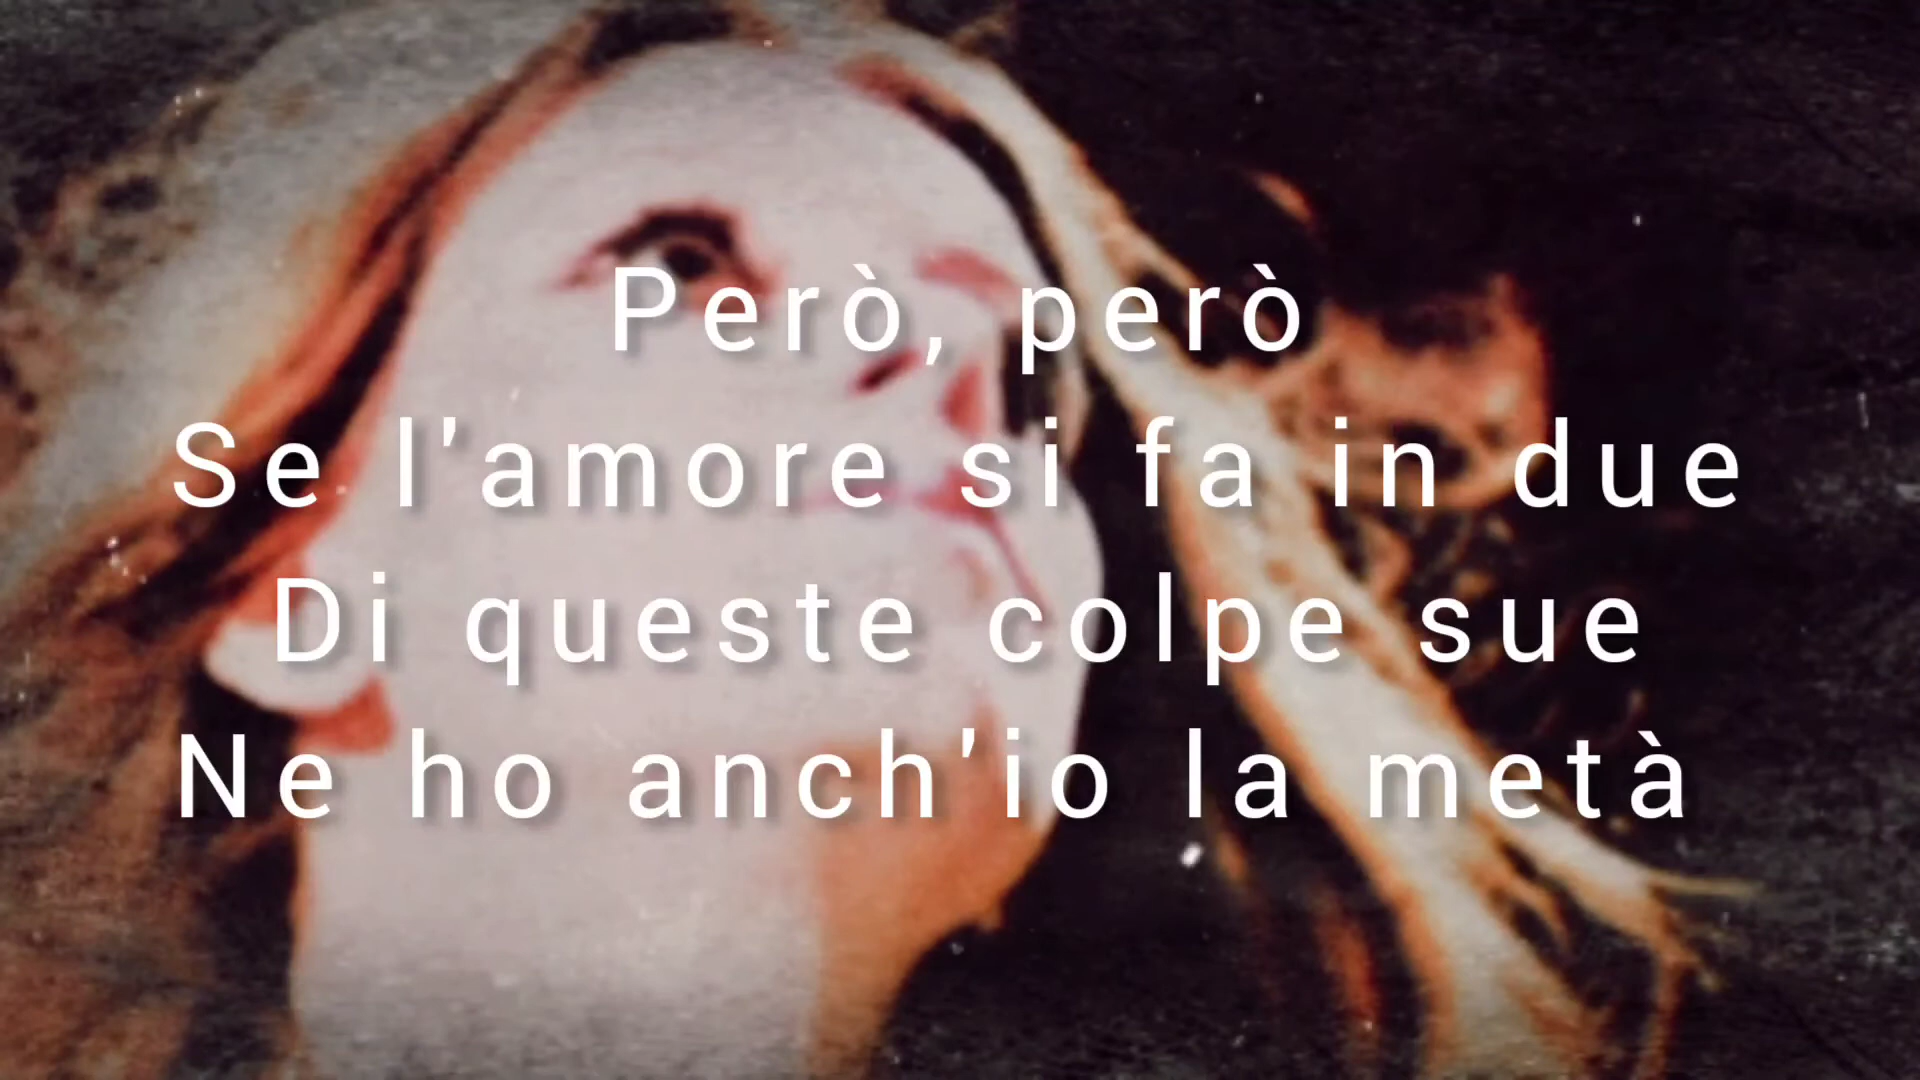 Però, però
Se l'amore si fa in due
Di queste colpe sue
Ne ho anch'io la metà